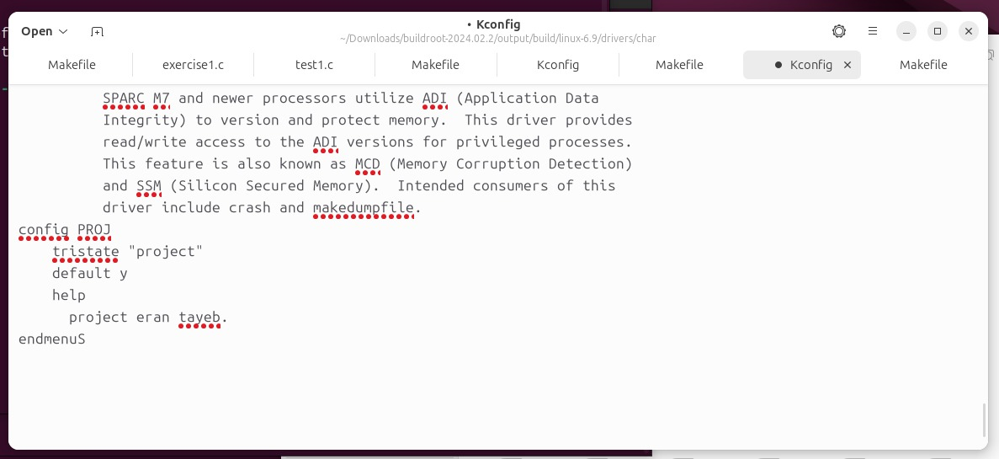 Open
• Kconfig
~/Downloads/buildroot-2024.02.2/output/build/linux-6.9/drivers/char
Makefile exercise1.c test1.c Makefile Kconfig Makefile ● Kconfig Makefile
SPARC M7 and newer processors utilize ADI (Application Data
Integrity) to version and protect memory.  This driver provides
read/write access to the ADI versions for privileged processes.
This feature is also known as MCD (Memory Corruption Detection)
and SSM (Silicon Secured Memory).  Intended consumers of this
driver include crash and makedumpfile.
config PROJ
tristate "project"
default y
help
project eran tayeb.
endmenuS